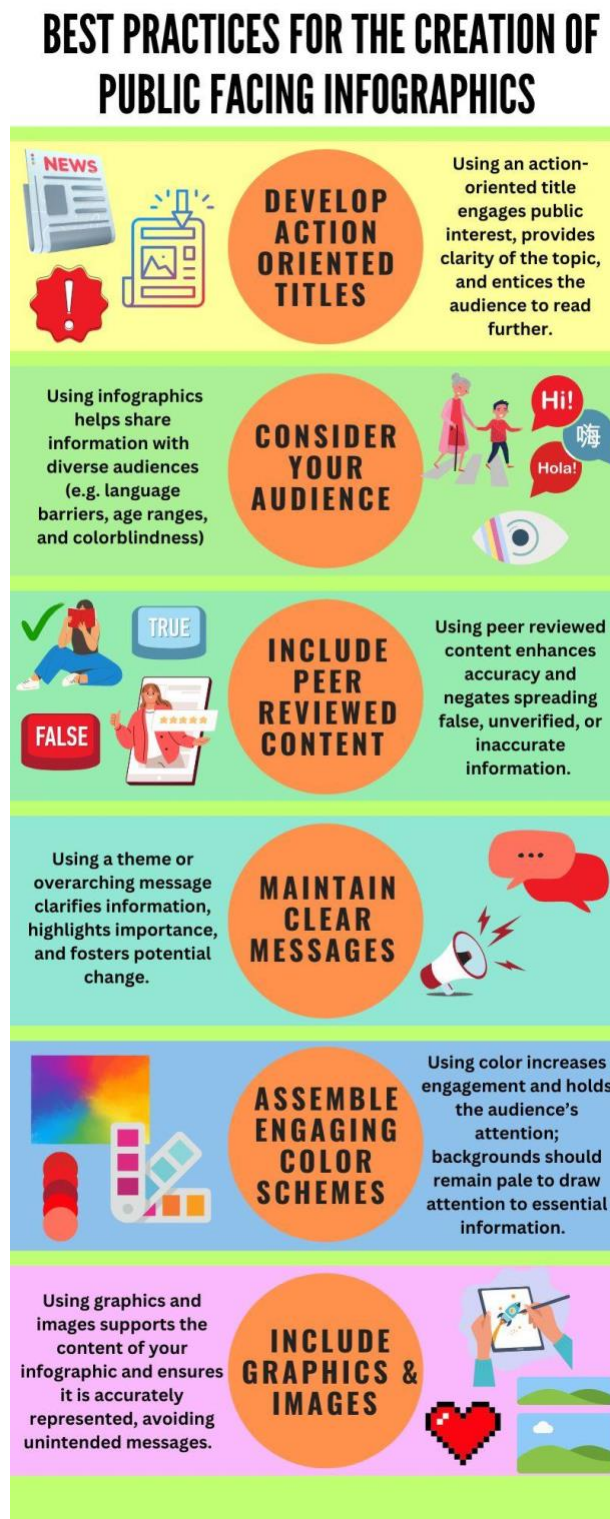 BEST PRACTICES FOR THE CREATION OF
PUBLIC FACING INFOGRAPHICS
NEWS
!
DEVELOP
ACTION
ORIENTED
TITLES
Using an action-
oriented title
engages public
interest, provides
clarity of the topic,
and entices the
audience to read
further.
Using infographics
helps share
information with
diverse audiences
(e.g. language
barriers, age ranges,
and colorblindness)
CONSIDER
YOUR
AUDIENCE
Hi!
嗨
Hola!
TRUE
FALSE
INCLUDE
PEER
REVIEWED
CONTENT
Using peer reviewed
content enhances
accuracy and
negates spreading
false, unverified, or
inaccurate
information.
Using a theme or
overarching message
clarifies information,
highlights importance,
and fosters potential
change.
MAINTAIN
CLEAR
MESSAGES
...
ASSEMBLE
ENGAGING
COLOR
SCHEMES
Using color increases
engagement and holds
the audience’s
attention;
backgrounds should
remain pale to draw
attention to essential
information.
Using graphics and
images supports the
content of your
infographic and ensures
it is accurately
represented, avoiding
unintended messages.
INCLUDE
GRAPHICS &
IMAGES